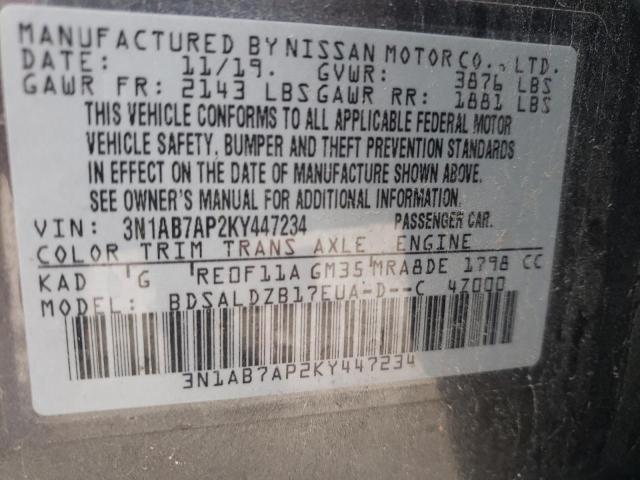 MANUFACTURED BY NISSAN MOTOR CO., LTD.
DATE: 11/19. GVWR: 3876 LBS
GAWR FR: 2143 LBS GAWR RR: 1881 LBS
THIS VEHICLE CONFORMS TO ALL APPLICABLE FEDERAL MOTOR
VEHICLE SAFETY, BUMPER AND THEFT PREVENTION STANDARDS
IN EFFECT ON THE DATE OF MANUFACTURE SHOWN ABOVE.
SEE OWNER'S MANUAL FOR ADDITIONAL INFORMATION.
VIN: 3N1AB7AP2KY447234 PASSENGER CAR.
COLOR TRIM TRANS AXLE ENGINE
KAD G RE0F11A GM35 MRA8DE 1798 CC
MODEL: BDSALDZB17EUA-D--C 47000
3N1AB7AP2KY447234